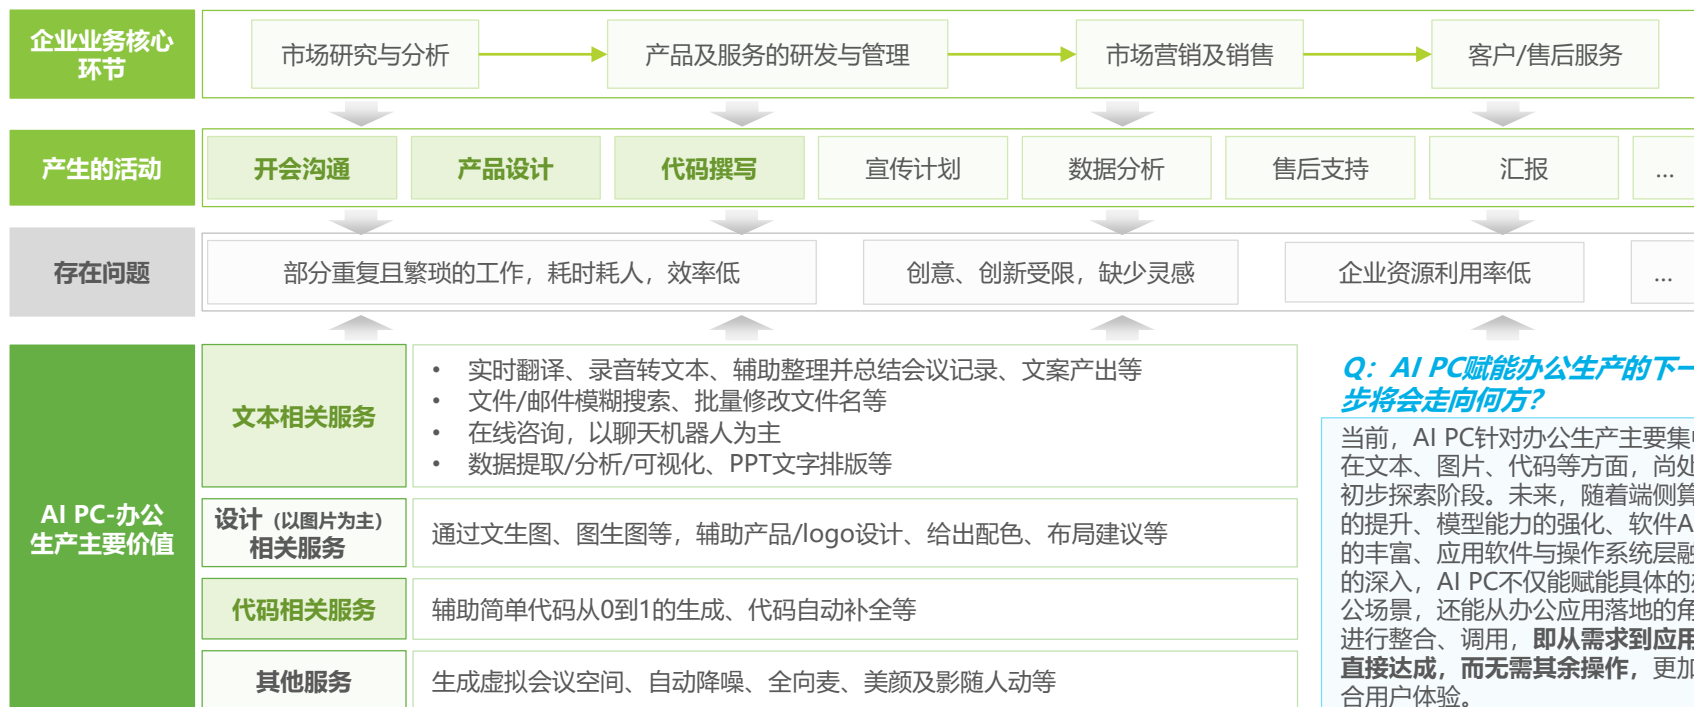 企业业务核心
环节
市场研究与分析
产品及服务的研发与管理
市场营销及销售
客户/售后服务
产生的活动
开会沟通
产品设计
代码撰写
宣传计划
数据分析
售后支持
汇报
...
存在问题
部分重复且繁琐的工作，耗时耗人，效率低
创意、创新受限，缺少灵感
企业资源利用率低
...
AI PC-办公
生产主要价值
文本相关服务
• 实时翻译、录音转文本、辅助整理并总结会议记录、文案产出等
• 文件/邮件模糊搜索、批量修改文件名等
• 在线咨询，以聊天机器人为主
• 数据提取/分析/可视化、PPT文字排版等
设计（以图片为主）
相关服务
通过文生图、图生图等，辅助产品/logo设计、给出配色、布局建议等
代码相关服务
辅助简单代码从0到1的生成、代码自动补全等
其他服务
生成虚拟会议空间、自动降噪、全向麦、美颜及影随人动等
Q：AI PC赋能办公生产的下一
步将会走向何方？
当前，AI PC针对办公生产主要集
在文本、图片、代码等方面，尚处
初步探索阶段。未来，随着端侧算
的提升、模型能力的强化、软件A
的丰富、应用软件与操作系统层融
的深入，AI PC不仅能赋能具体的
公场景，还能从办公应用落地的角
进行整合、调用，即从需求到应用
直接达成，而无需其余操作，更加
合用户体验。